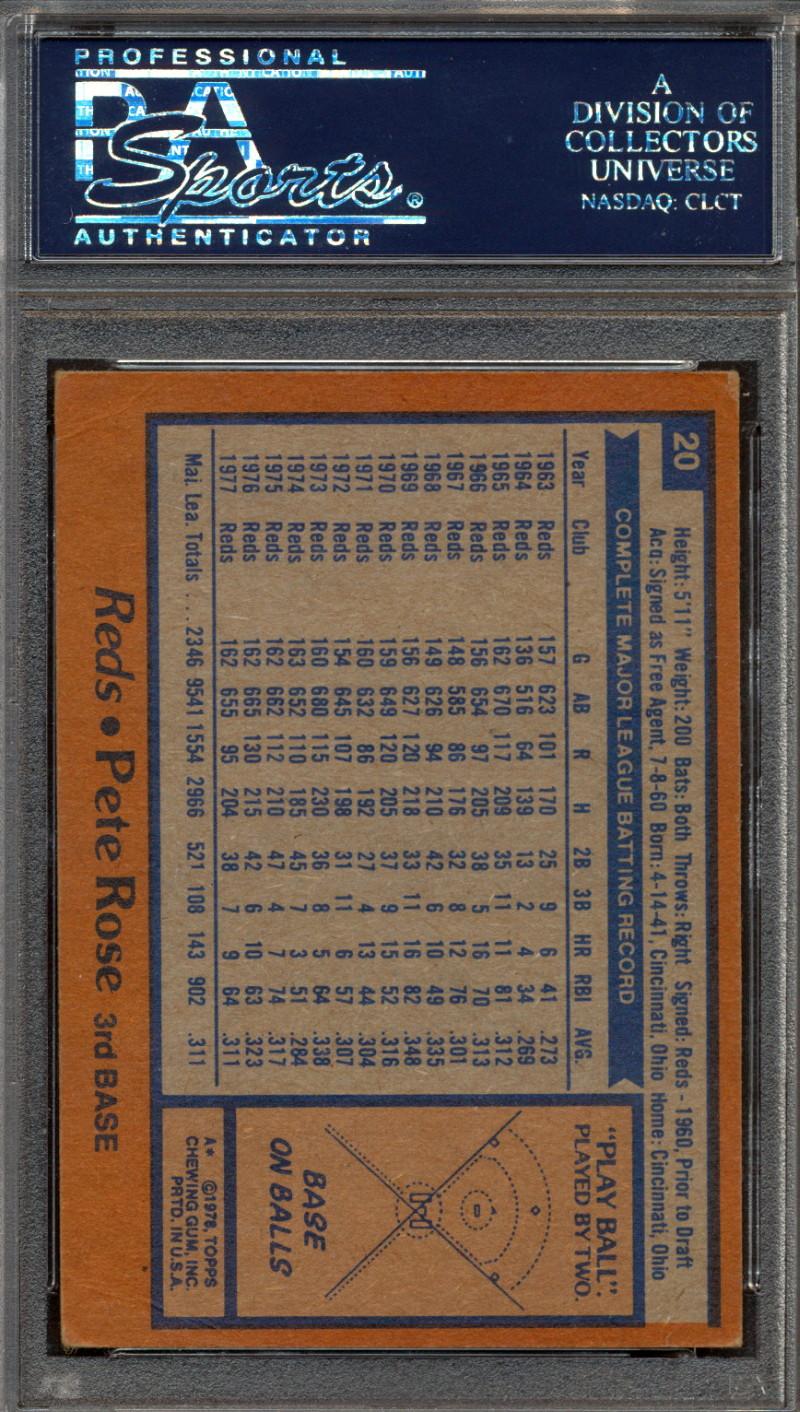 PROFESSIONAL
PSA
Sports®
AUTHENTICATOR
A
DIVISION OF
COLLECTORS
UNIVERSE
NASDAQ: CLCT
20
Height: 5'11" Weight: 200 Bats: Both Throws: Right Signed: Reds - 1960, Prior to Draft
Acq: Signed as Free Agent, 7-8-60 Born: 4-14-41, Cincinnati, Ohio Home: Cincinnati, Ohio
COMPLETE MAJOR LEAGUE BATTING RECORD
Year Club G AB R H 2B 3B HR RBI AVG.
1963 Reds 157 623 101 170 25 9 6 41 .273
1964 Reds 136 516 64 139 13 2 4 34 .269
1965 Reds 162 670 117 209 35 11 11 81 .312
1966 Reds 156 654 97 205 38 5 16 70 .313
1967 Reds 148 585 86 176 32 8 12 76 .301
1968 Reds 149 626 94 210 42 6 10 49 .335
1969 Reds 156 627 120 218 33 11 16 82 .348
1970 Reds 159 649 120 205 37 9 15 52 .316
1971 Reds 160 632 86 192 27 4 13 44 .304
1972 Reds 154 645 107 198 31 11 6 57 .307
1973 Reds 160 680 115 230 36 8 5 64 .338
1974 Reds 163 652 110 185 45 7 3 51 .284
1975 Reds 162 662 112 210 47 4 7 74 .317
1976 Reds 162 665 130 215 42 6 10 63 .323
1977 Reds 162 655 95 204 38 7 9 64 .311
Maj. Lea. Totals ... 2346 9541 1554 2966 521 108 143 902 .311
"PLAY BALL".
PLAYED BY TWO.
BASE
ON BALLS
A* ©1978, TOPPS
CHEWING GUM, INC.
PRTD. IN U.S.A.
Reds • Pete Rose 3rd BASE